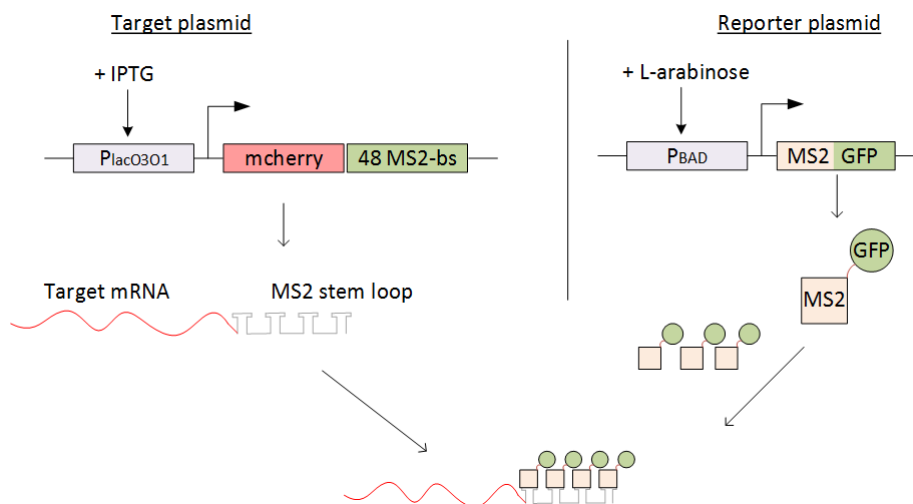 Target plasmid
Reporter plasmid
+ IPTG
+ L-arabinose
PlacO3O1
mcherry
48 MS2-bs
PBAD
MS2
GFP
Target mRNA
MS2 stem loop
GFP
MS2